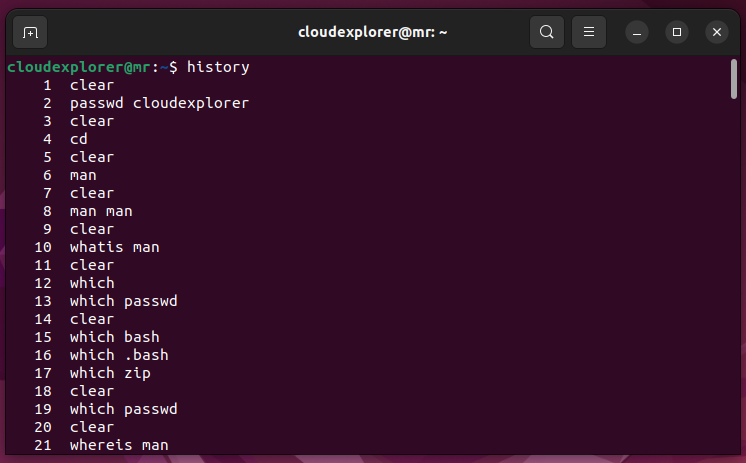 cloudexplorer@mr: ~
cloudexplorer@mr:~$ history
1 clear
2 passwd cloudexplorer
3 clear
4 cd
5 clear
6 man
7 clear
8 man man
9 clear
10 whatis man
11 clear
12 which
13 which passwd
14 clear
15 which bash
16 which .bash
17 which zip
18 clear
19 which passwd
20 clear
21 whereis man